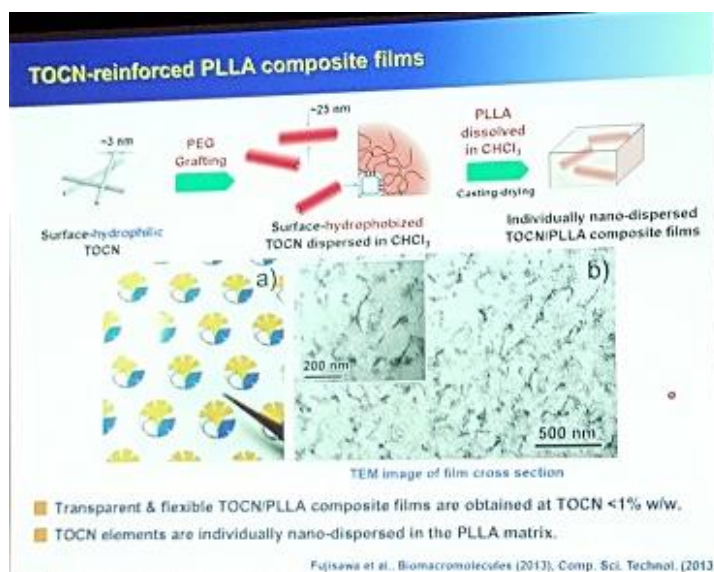 TOCN-reinforced PLLA composite films
~3 nm
PEG
Grafting
~25 nm
PLLA
dissolved
in CHCl₃
Casting-drying
Surface-hydrophilic
TOCN
Surface-hydrophobized
TOCN dispersed in CHCl₃
Individually nano-dispersed
TOCN/PLLA composite films
a)
b)
200 nm
500 nm
TEM image of film cross section
Transparent & flexible TOCN/PLLA composite films are obtained at TOCN <1% w/w.
TOCN elements are individually nano-dispersed in the PLLA matrix.
Fujisawa et al., Biomacromolecules (2013), Comp. Sci. Technol. (2013